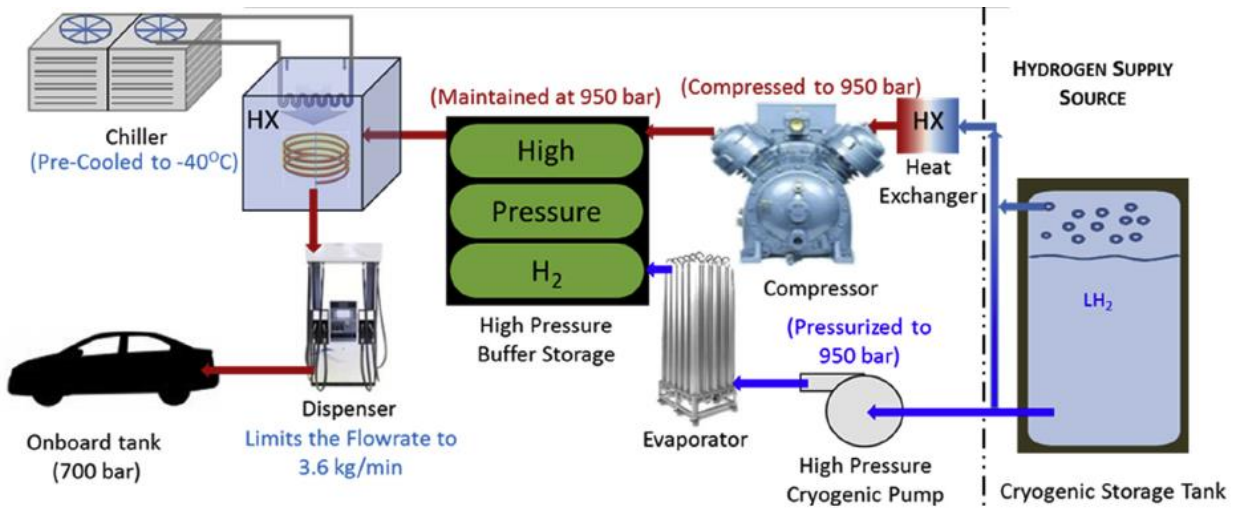 HYDROGEN SUPPLY
SOURCE
(Maintained at 950 bar)
(Compressed to 950 bar)
HX
HX
Chiller
(Pre-Cooled to -40⁰C)
High
Pressure
H₂
Heat
Exchanger
Compressor
LH₂
High Pressure
Buffer Storage
(Pressurized to
950 bar)
Dispenser
Limits the Flowrate to
3.6 kg/min
Onboard tank
(700 bar)
Evaporator
High Pressure
Cryogenic Pump
Cryogenic Storage Tank